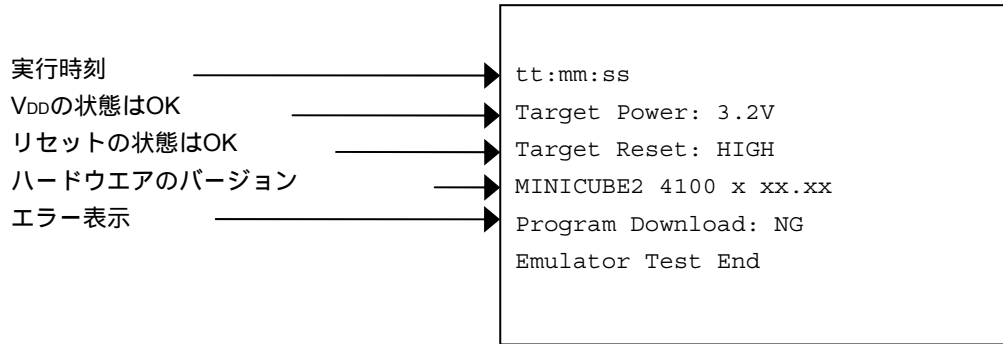 実行時刻
VDDの状態はOK
リセットの状態はOK
ハードウエアのバージョン
エラー表示
tt:mm:ss
Target Power: 3.2V
Target Reset: HIGH
MINICUBE2 4100 x xx.xx
Program Download: NG
Emulator Test End